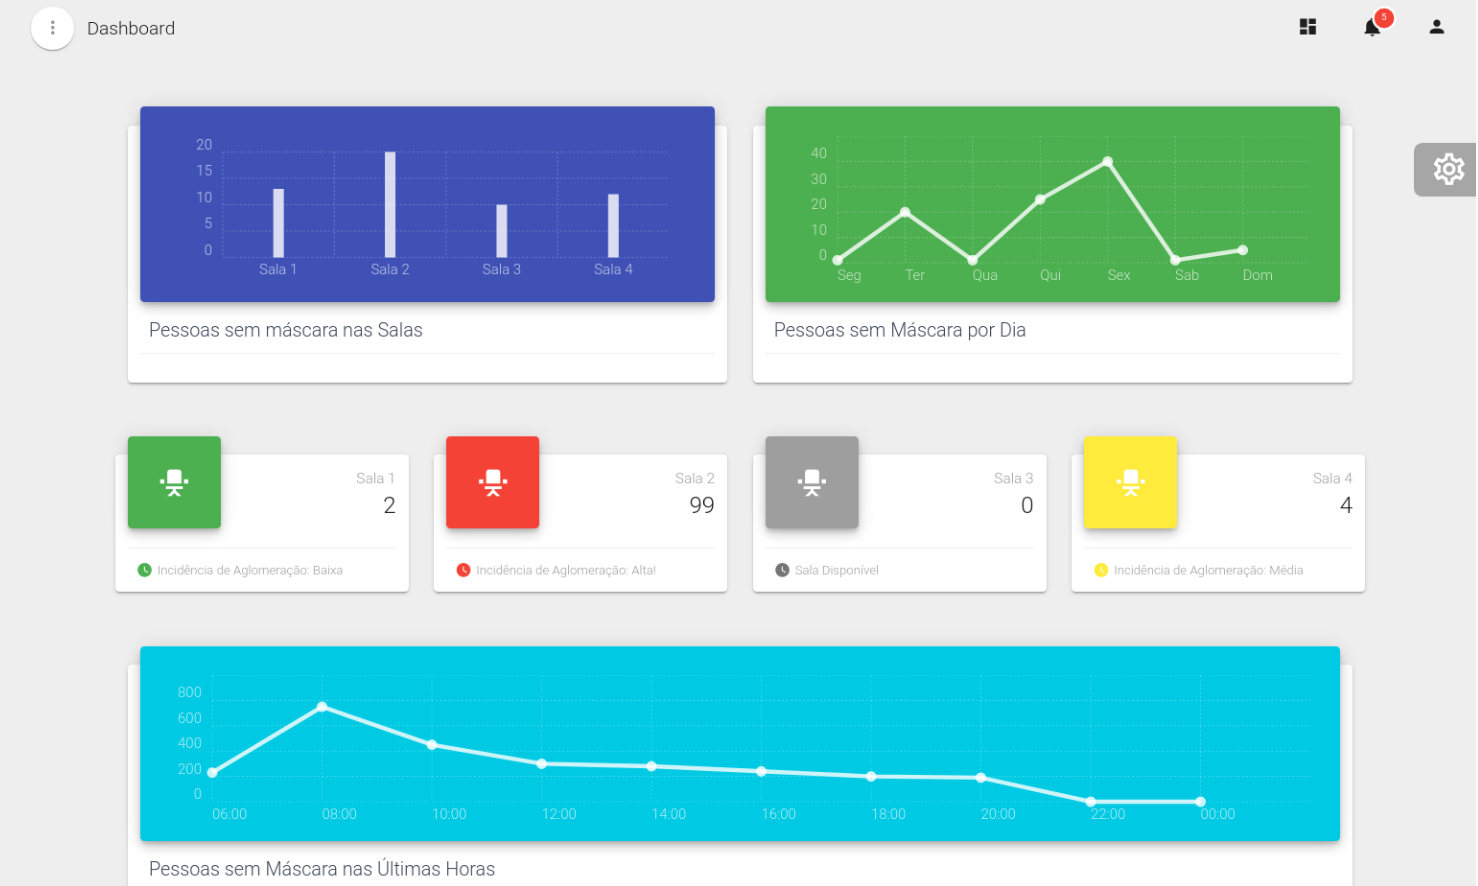 Dashboard
5
20
15
10
5
0
Sala 1
Sala 2
Sala 3
Sala 4
Pessoas sem máscara nas Salas
40
30
20
10
0
Seg
Ter
Qua
Qui
Sex
Sab
Dom
Pessoas sem Máscara por Dia
Sala 1
2
Incidência de Aglomeração: Baixa
Sala 2
99
Incidência de Aglomeração: Alta!
Sala 3
0
Sala Disponível
Sala 4
4
Incidência de Aglomeração: Média
800
600
400
200
0
06:00
08:00
10:00
12:00
14:00
16:00
18:00
20:00
22:00
00:00
Pessoas sem Máscara nas Últimas Horas